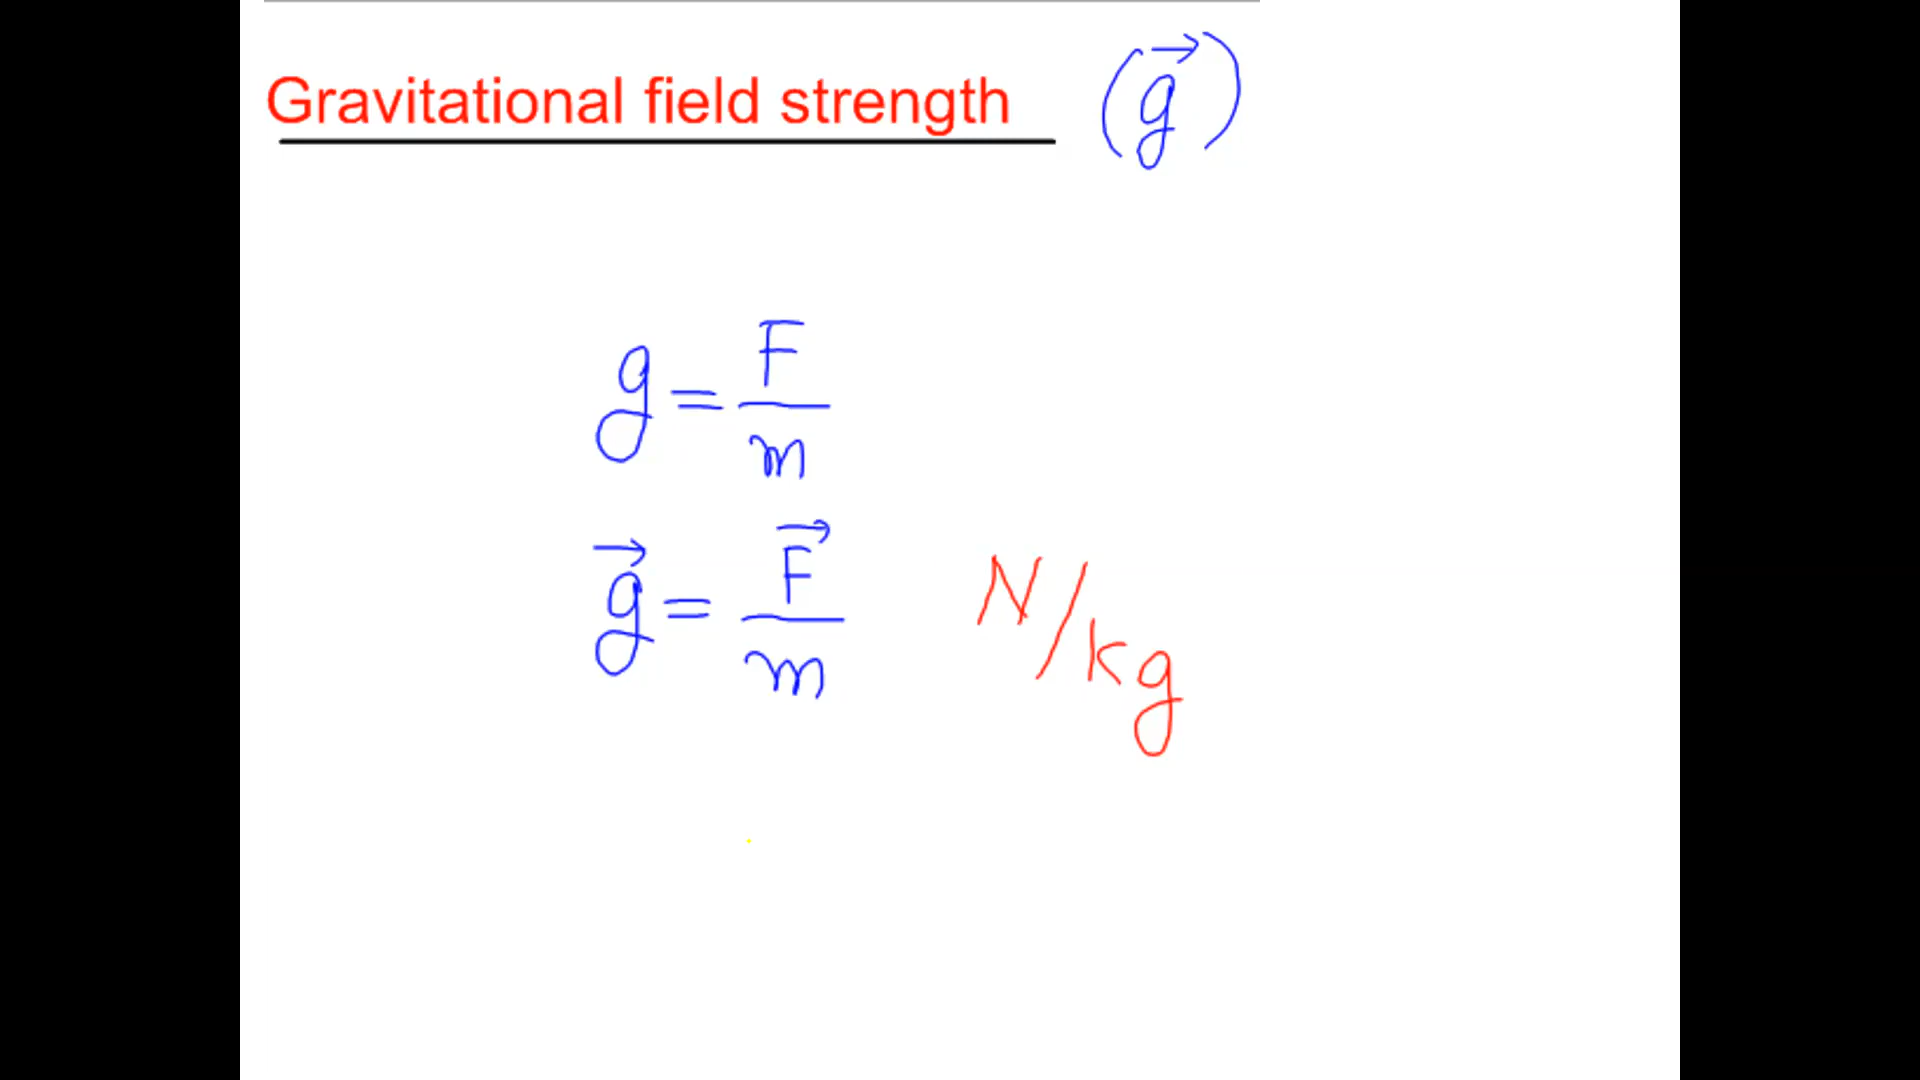 Gravitational field strength (g⃗)
g = F/m
g⃗ = F⃗/m N/kg